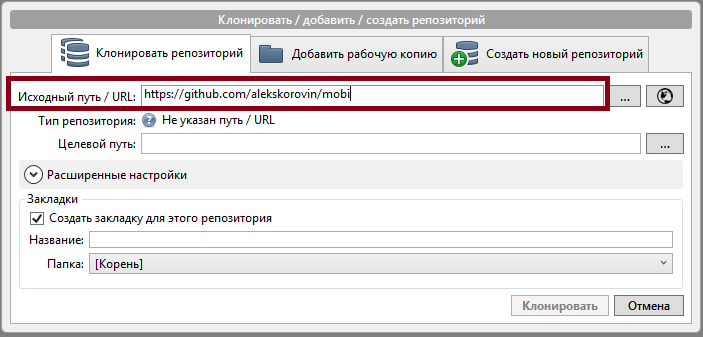 Клонировать / добавить / создать репозиторий
Клонировать репозиторий Добавить рабочую копию Создать новый репозиторий
Исходный путь / URL: https://github.com/alekskorovin/mobi ...
Тип репозитория: ? Не указан путь / URL
Целевой путь: ...
Расширенные настройки
Закладки
Создать закладку для этого репозитория
Название:
Папка: [Корень]
Клонировать Отмена